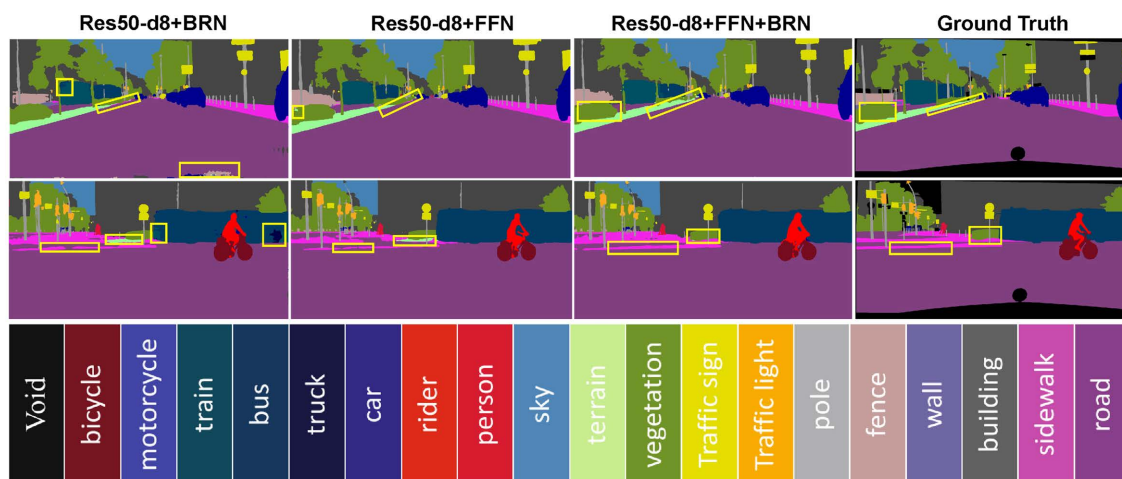 Res50-d8+BRN
Res50-d8+FFN
Res50-d8+FFN+BRN
Ground Truth
Void
bicycle
motorcycle
train
bus
truck
car
rider
person
sky
terrain
vegetation
Traffic sign
Traffic light
pole
fence
wall
building
sidewalk
road